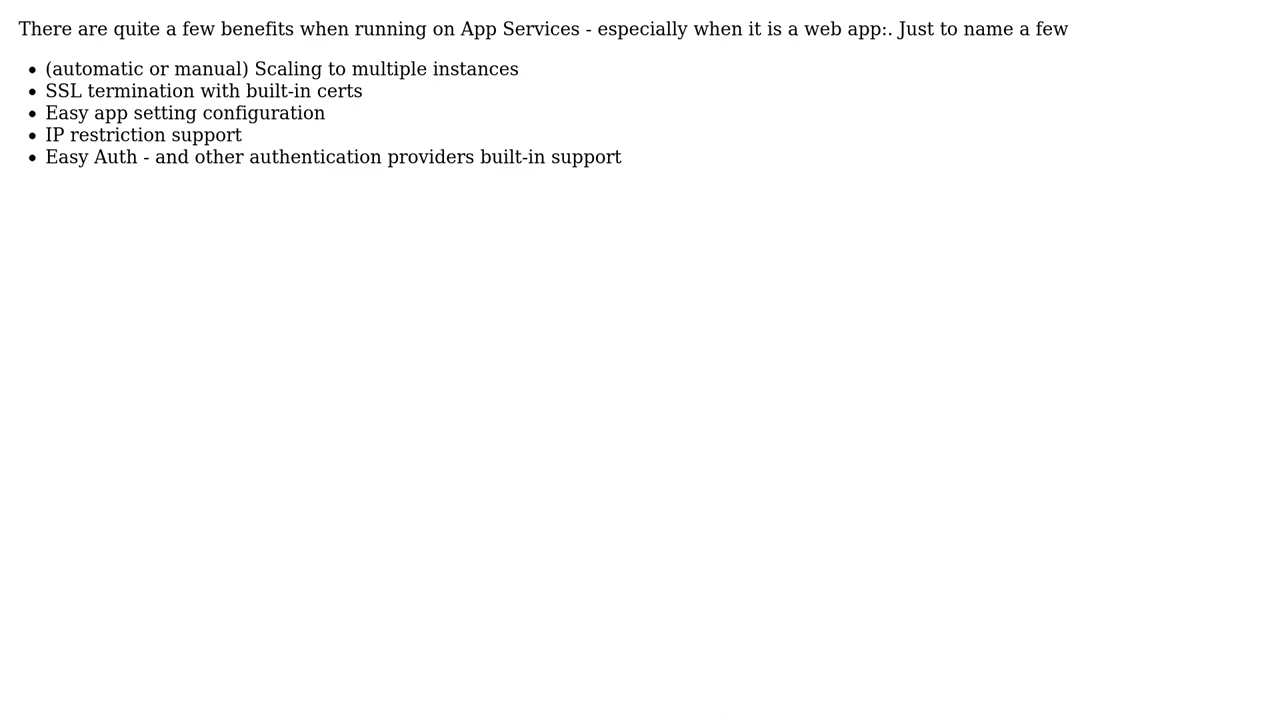 There are quite a few benefits when running on App Services - especially when it is a web app:. Just to name a few
• (automatic or manual) Scaling to multiple instances
• SSL termination with built-in certs
• Easy app setting configuration
• IP restriction support
• Easy Auth - and other authentication providers built-in support